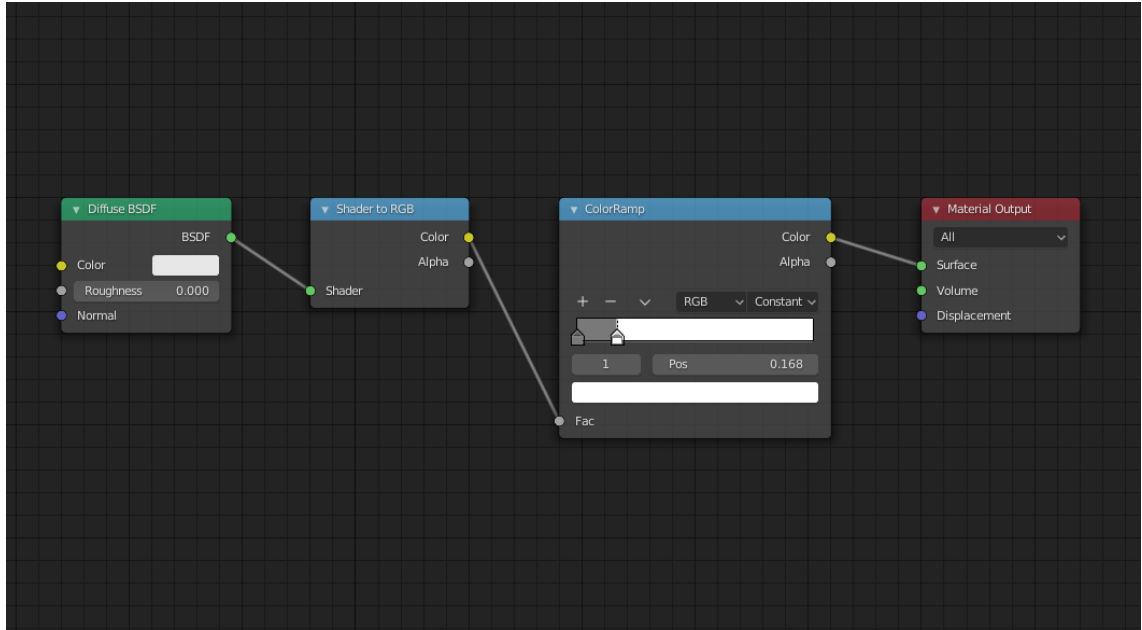 Diffuse BSDF
BSDF
Color
Roughness 0.000
Normal
Shader to RGB
Color
Alpha
Shader
ColorRamp
Color
Alpha
+ − RGB Constant
1 Pos 0.168
Fac
Material Output
All
Surface
Volume
Displacement